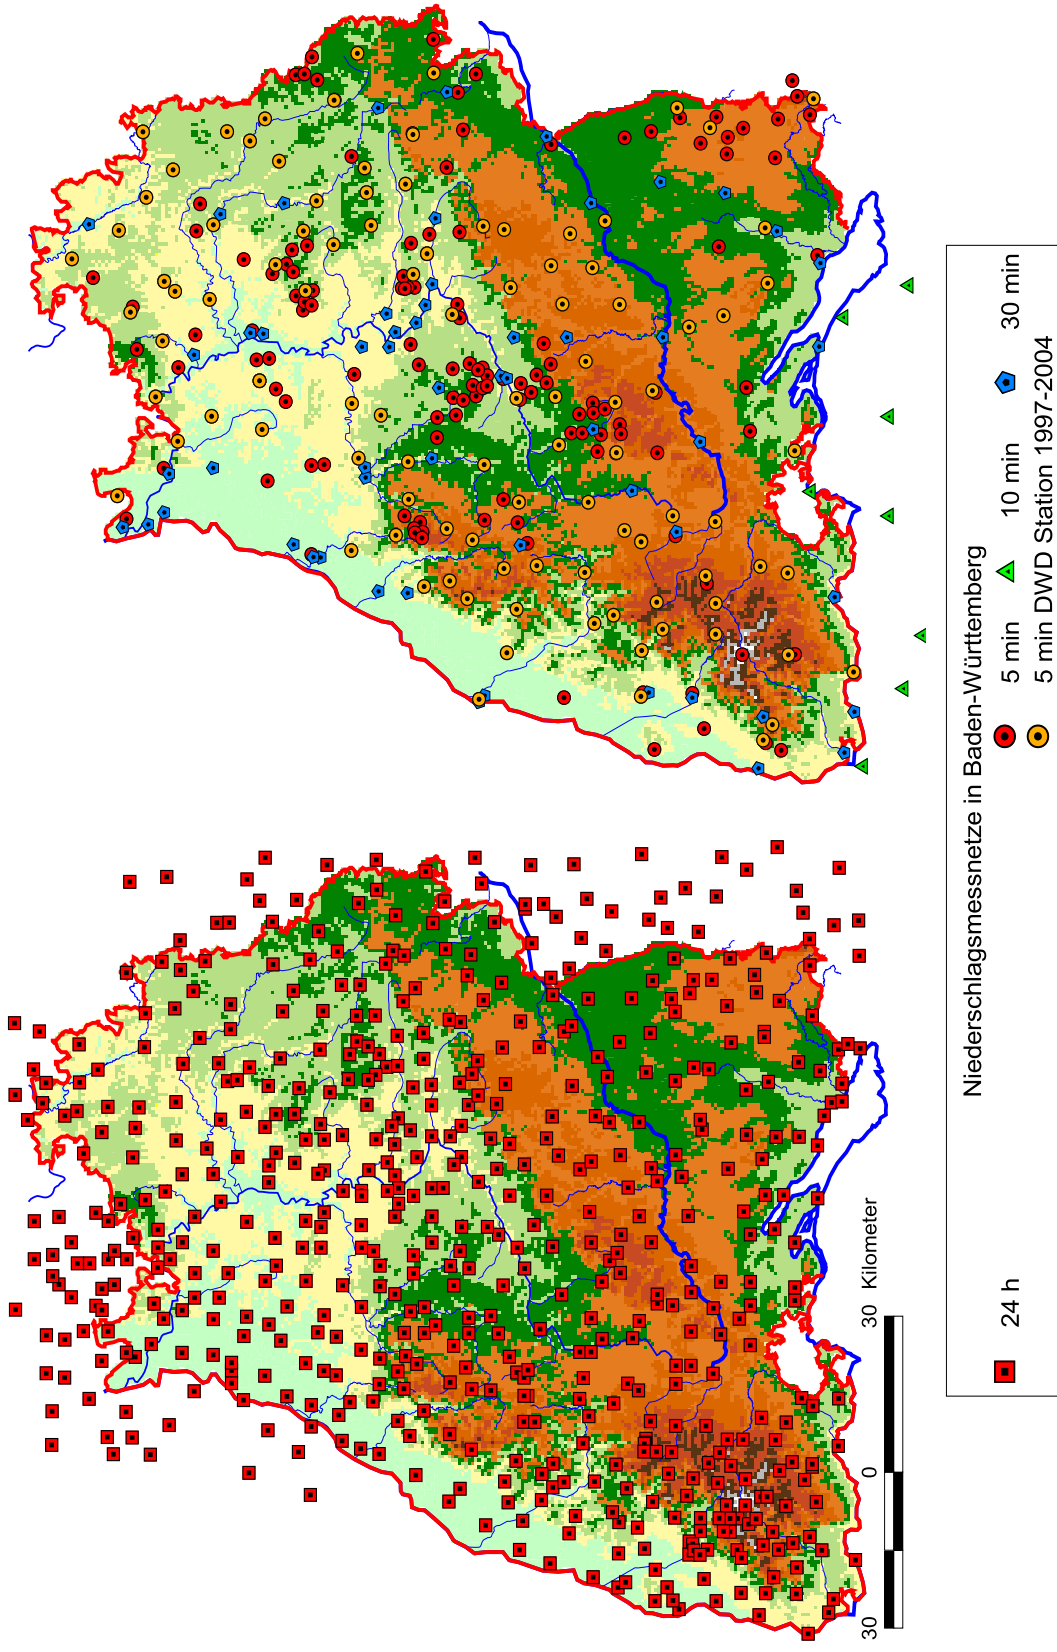 Niederschlagsmessnetze in Baden-Württemberg
24 h
5 min
10 min
30 min
5 min DWD Station 1997-2004
30
0
30 Kilometer